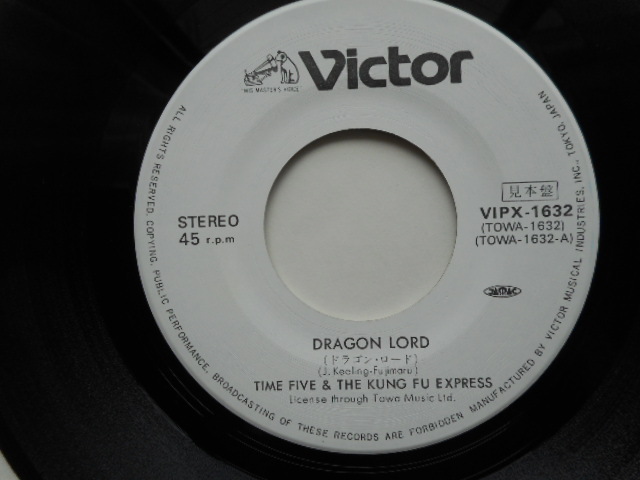 Victor
"HIS MASTER'S VOICE"
STEREO
45 r.p.m
見本盤
VIPX-1632
(TOWA-1632)
(TOWA-1632-A)
JASRAC
DRAGON LORD
(ドラゴン・ロード)
(J. Keeling-Fujimaru)
TIME FIVE & THE KUNG FU EXPRESS
License through Towa Music Ltd.
ALL RIGHTS RESERVED. COPYING, PUBLIC PERFORMANCE, BROADCASTING OF THESE RECORDS ARE FORBIDDEN MANUFACTURED BY VICTOR MUSICAL INDUSTRIES, INC., TOKYO, JAPAN